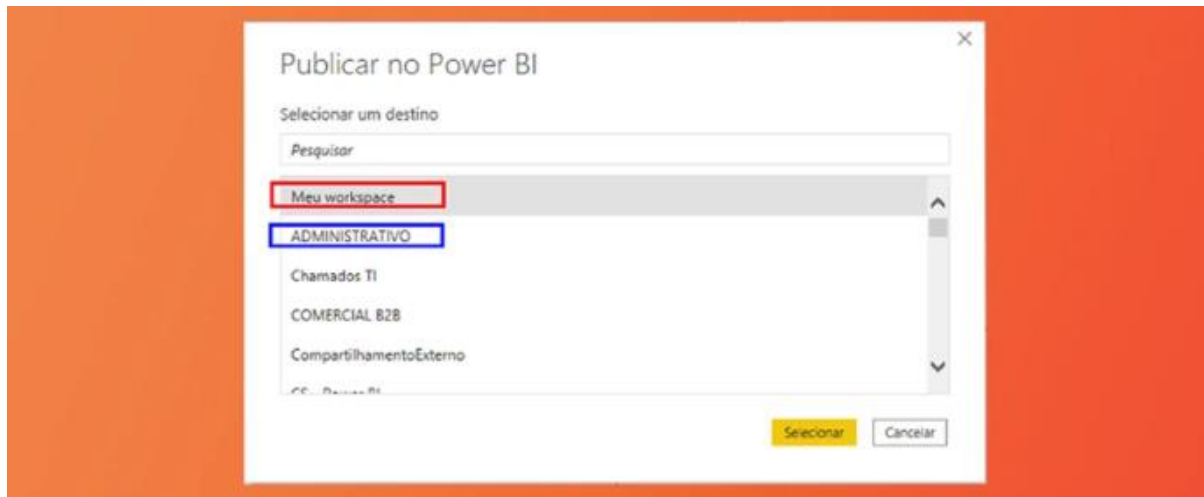 Publicar no Power BI
Selecionar um destino
Pesquisar
Meu workspace
ADMINISTRATIVO
Chamados TI
COMERCIAL B2B
CompartilhamentoExterno
Selecionar Cancelar